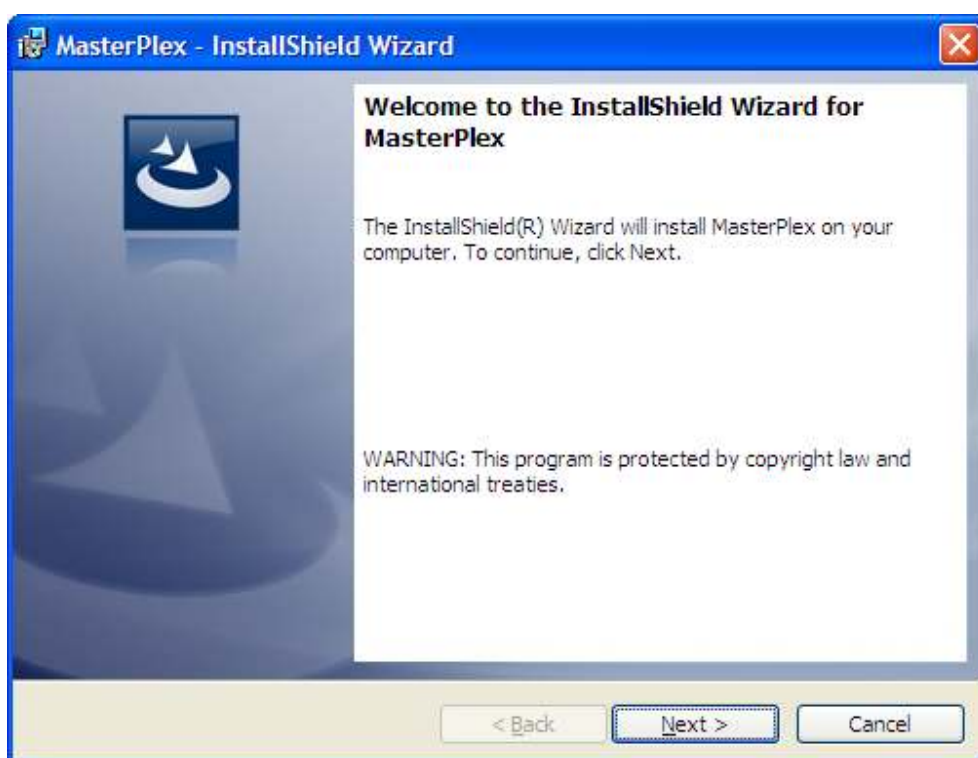 MasterPlex - InstallShield Wizard
Welcome to the InstallShield Wizard for
MasterPlex
The InstallShield(R) Wizard will install MasterPlex on your
computer. To continue, click Next.
WARNING: This program is protected by copyright law and
international treaties.
< Back Next > Cancel